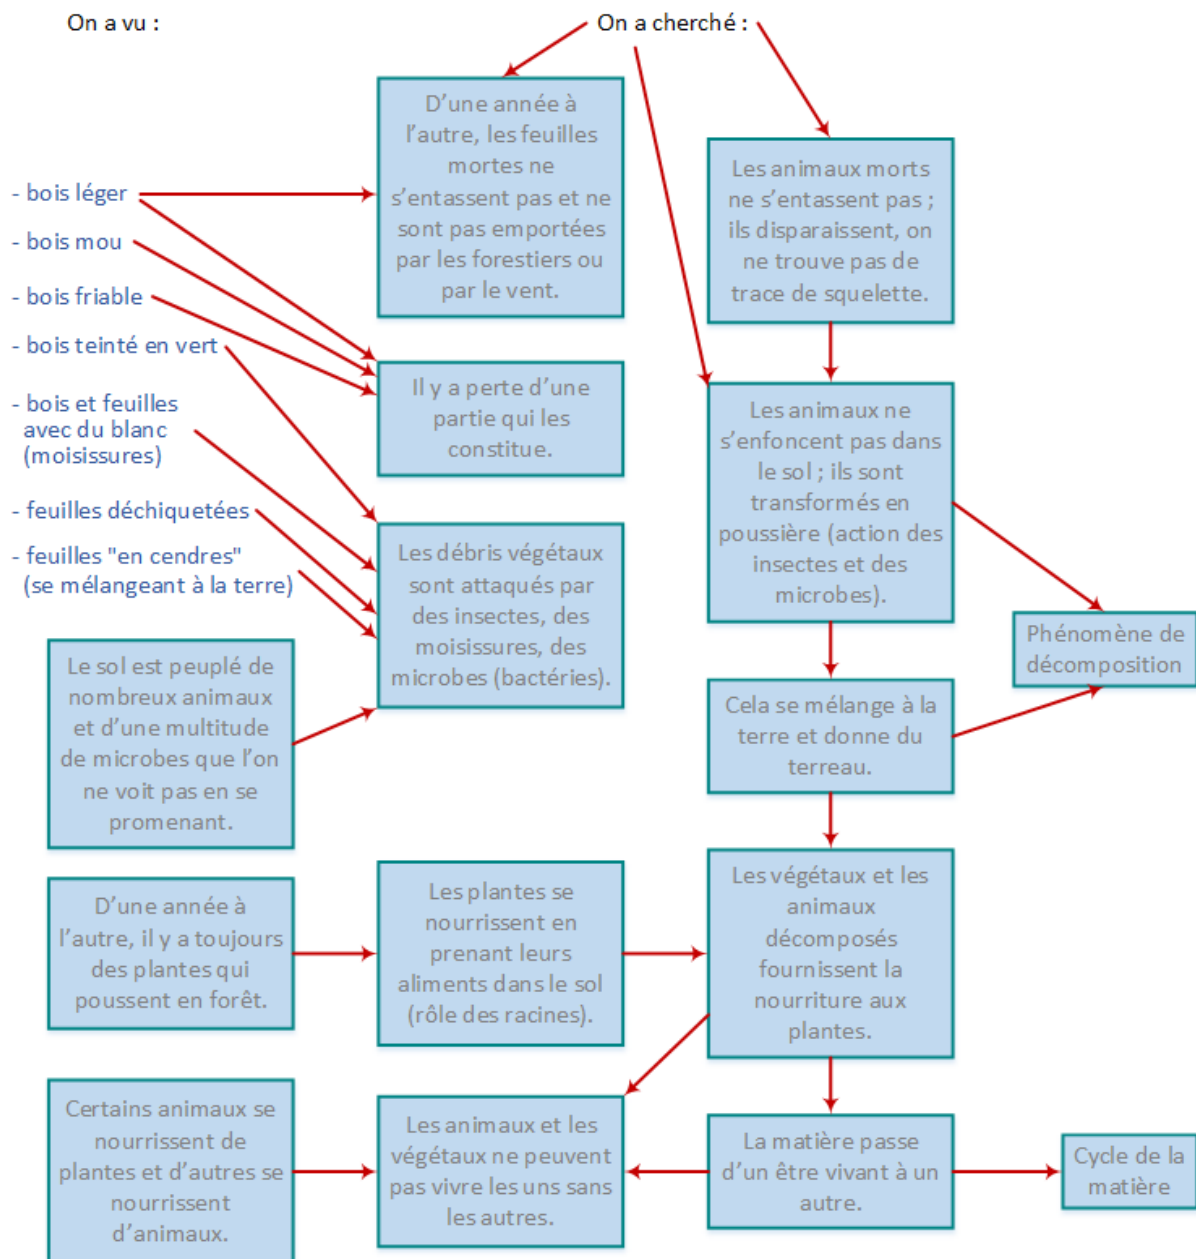 On a vu :
On a cherché :
D'une année à
l'autre, les feuilles
mortes ne
s'entassent pas et ne
sont pas emportées
par les forestiers ou
par le vent.
Les animaux morts
ne s'entassent pas ;
ils disparaissent, on
ne trouve pas de
trace de squelette.
- bois léger
- bois mou
- bois friable
- bois teinté en vert
- bois et feuilles
avec du blanc
(moisissures)
- feuilles déchiquetées
- feuilles "en cendres"
(se mélangeant à la terre)
Il y a perte d'une
partie qui les
constitue.
Les animaux ne
s'enfoncent pas dans
le sol ; ils sont
transformés en
poussière (action des
insectes et des
microbes).
Les débris végétaux
sont attaqués par
des insectes, des
moisissures, des
microbes (bactéries).
Phénomène de
décomposition
Le sol est peuplé de
nombreux animaux
et d'une multitude
de microbes que l'on
ne voit pas en se
promenant.
Cela se mélange à la
terre et donne du
terreau.
D'une année à
l'autre, il y a toujours
des plantes qui
poussent en forêt.
Les plantes se
nourrissent en
prenant leurs
aliments dans le sol
(rôle des racines).
Les végétaux et les
animaux
décomposés
fournissent la
nourriture aux
plantes.
Certains animaux se
nourrissent de
plantes et d'autres se
nourrissent
d'animaux.
Les animaux et les
végétaux ne peuvent
pas vivre les uns sans
les autres.
La matière passe
d'un être vivant à un
autre.
Cycle de la
matière